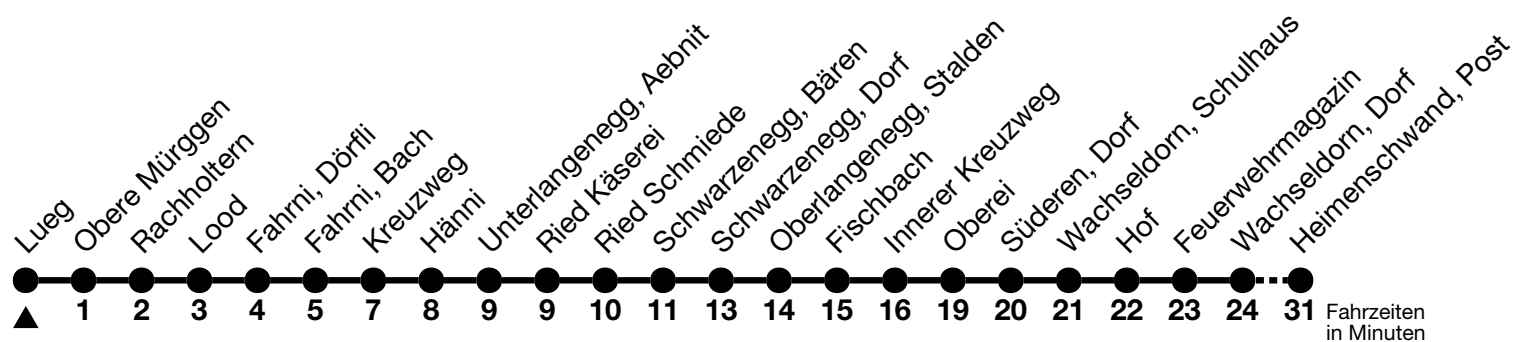 Lueg
Obere Mürggen
Rachholtern
Lood
Fahrni, Dörfli
Fahrni, Bach
Kreuzweg
Hänni
Unterlangenegg, Aebnit
Ried Käserei
Ried Schmiede
Schwarzenegg, Bären
Schwarzenegg, Dorf
Oberlangenegg, Stalden
Fischbach
Innerer Kreuzweg
Oberei
Süderen, Dorf
Wachseldorn, Schulhaus
Hof
Feuerwehrmagazin
Wachseldorn, Dorf
Heimenschwand, Post
1 2 3 4 5 7 8 9 9 10 11 13 14 15 16 19 20 21 22 23 24 31
Fahrzeiten
in Minuten